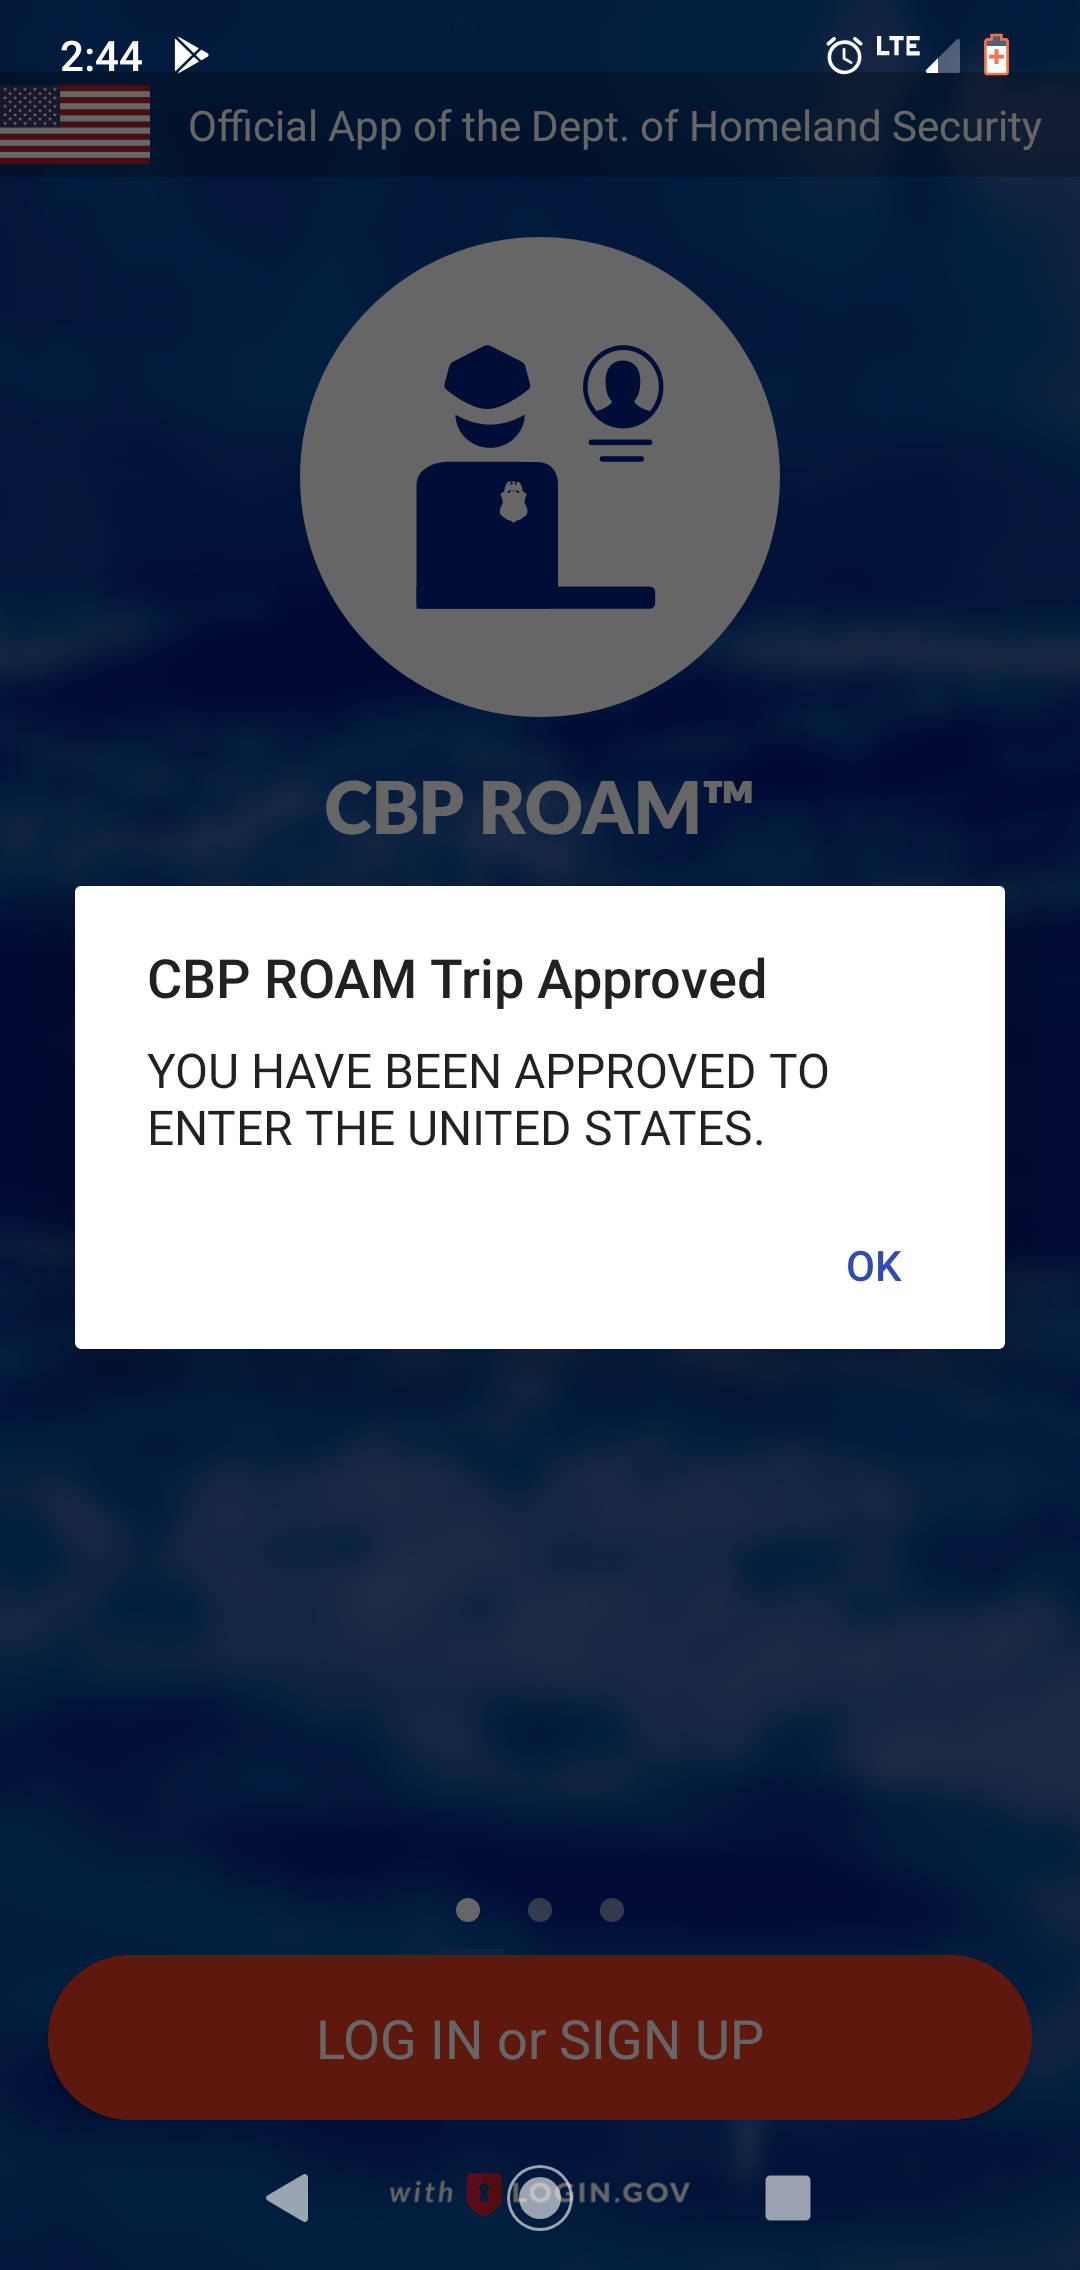 2:44
LTE
Official App of the Dept. of Homeland Security
CBP ROAM™
CBP ROAM Trip Approved
YOU HAVE BEEN APPROVED TO
ENTER THE UNITED STATES.
OK
LOG IN or SIGN UP
with LOGIN.GOV